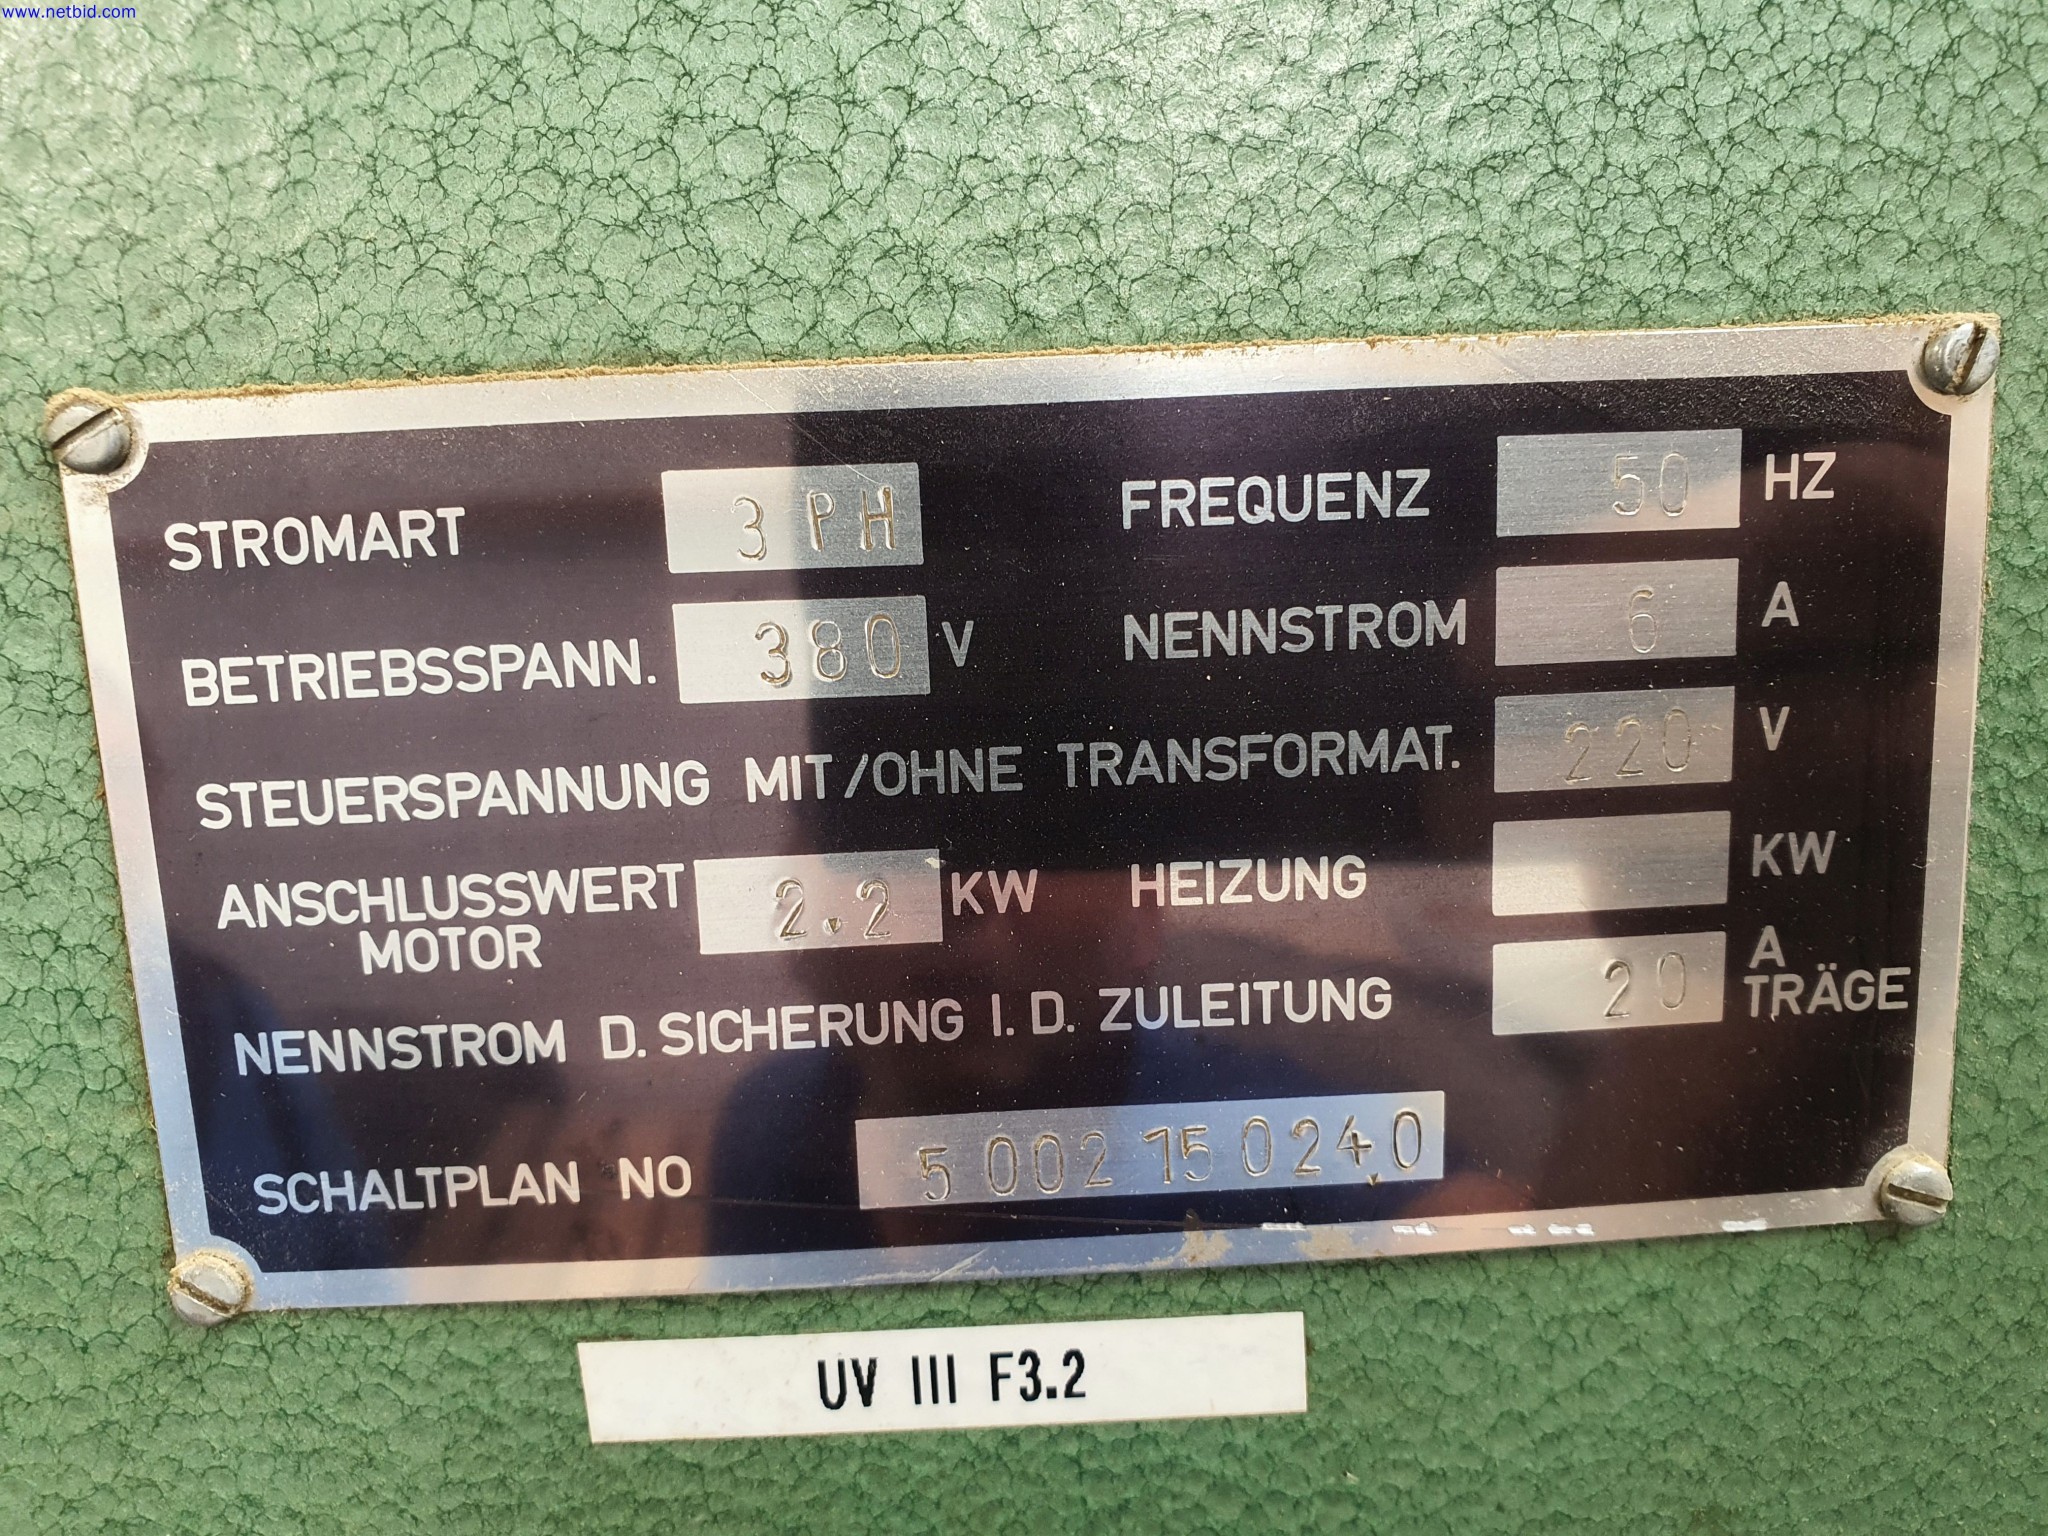 www.netbid.com
STROMART 3 PH FREQUENZ 50 HZ
BETRIEBSSPANN. 380 V NENNSTROM 6 A
STEUERSPANNUNG MIT/OHNE TRANSFORMAT. 220 V
ANSCHLUSSWERT MOTOR 2.2 KW HEIZUNG KW
NENNSTROM D. SICHERUNG I. D. ZULEITUNG 20 A TRÄGE
SCHALTPLAN NO 5 002 15 0240
UV III F3.2